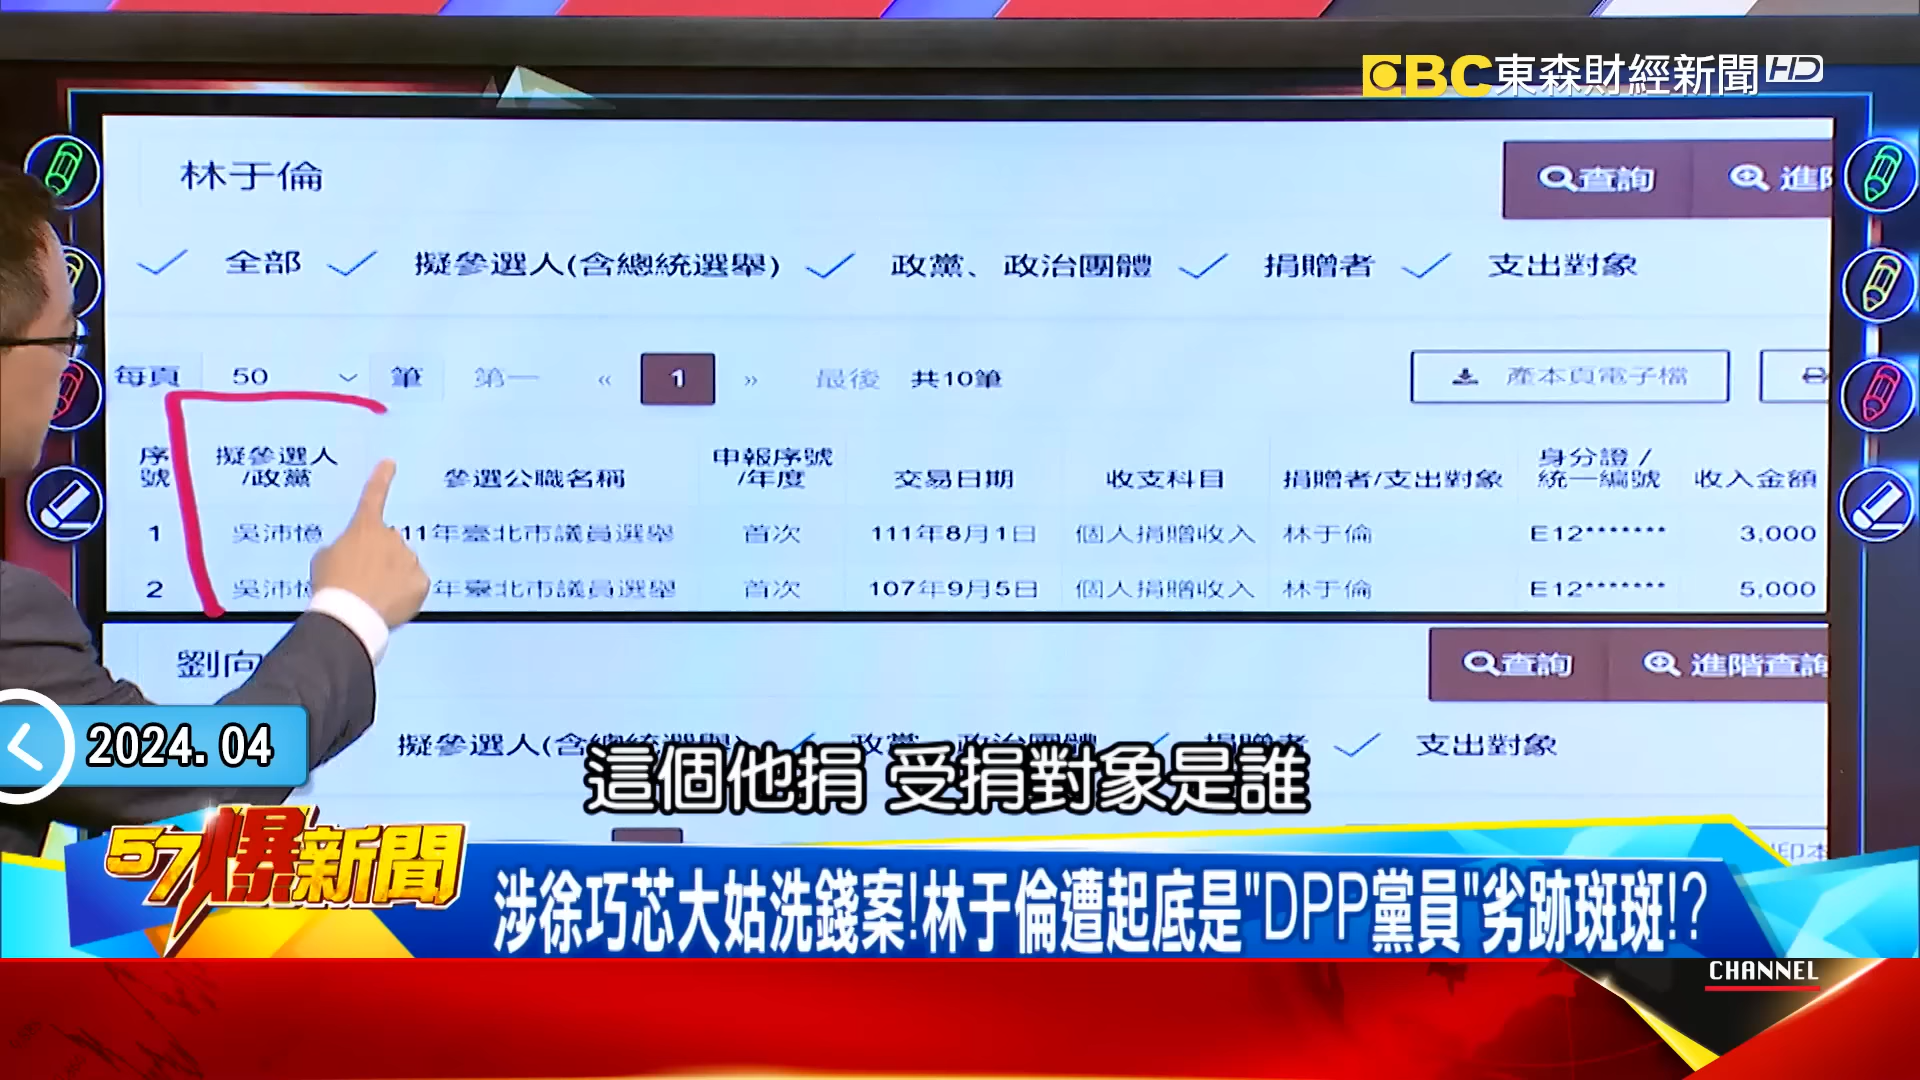 EBC東森財經新聞HD
林于倫
查詢
全部 擬參選人(含總統選舉) 政黨、政治團體 捐贈者 支出對象
每頁 50 筆 第一 « 1 » 最後 共10筆 產本頁電子檔
序號 擬參選人/政黨 參選公職名稱 申報序號/年度 交易日期 收支科目 捐贈者/支出對象 身分證/統一編號 收入金額
1 吳沛憶 11年臺北市議員選舉 首次 111年8月1日 個人捐贈收入 林于倫 E12******* 3,000
2 吳沛憶 年臺北市議員選舉 首次 107年9月5日 個人捐贈收入 林于倫 E12******* 5,000
劉向
查詢 進階查詢
支出對象
2024.04
這個他捐 受捐對象是誰
57爆新聞
涉徐巧芯大姑洗錢案!林于倫遭起底是"DPP黨員"劣跡斑斑!?
CHANNEL